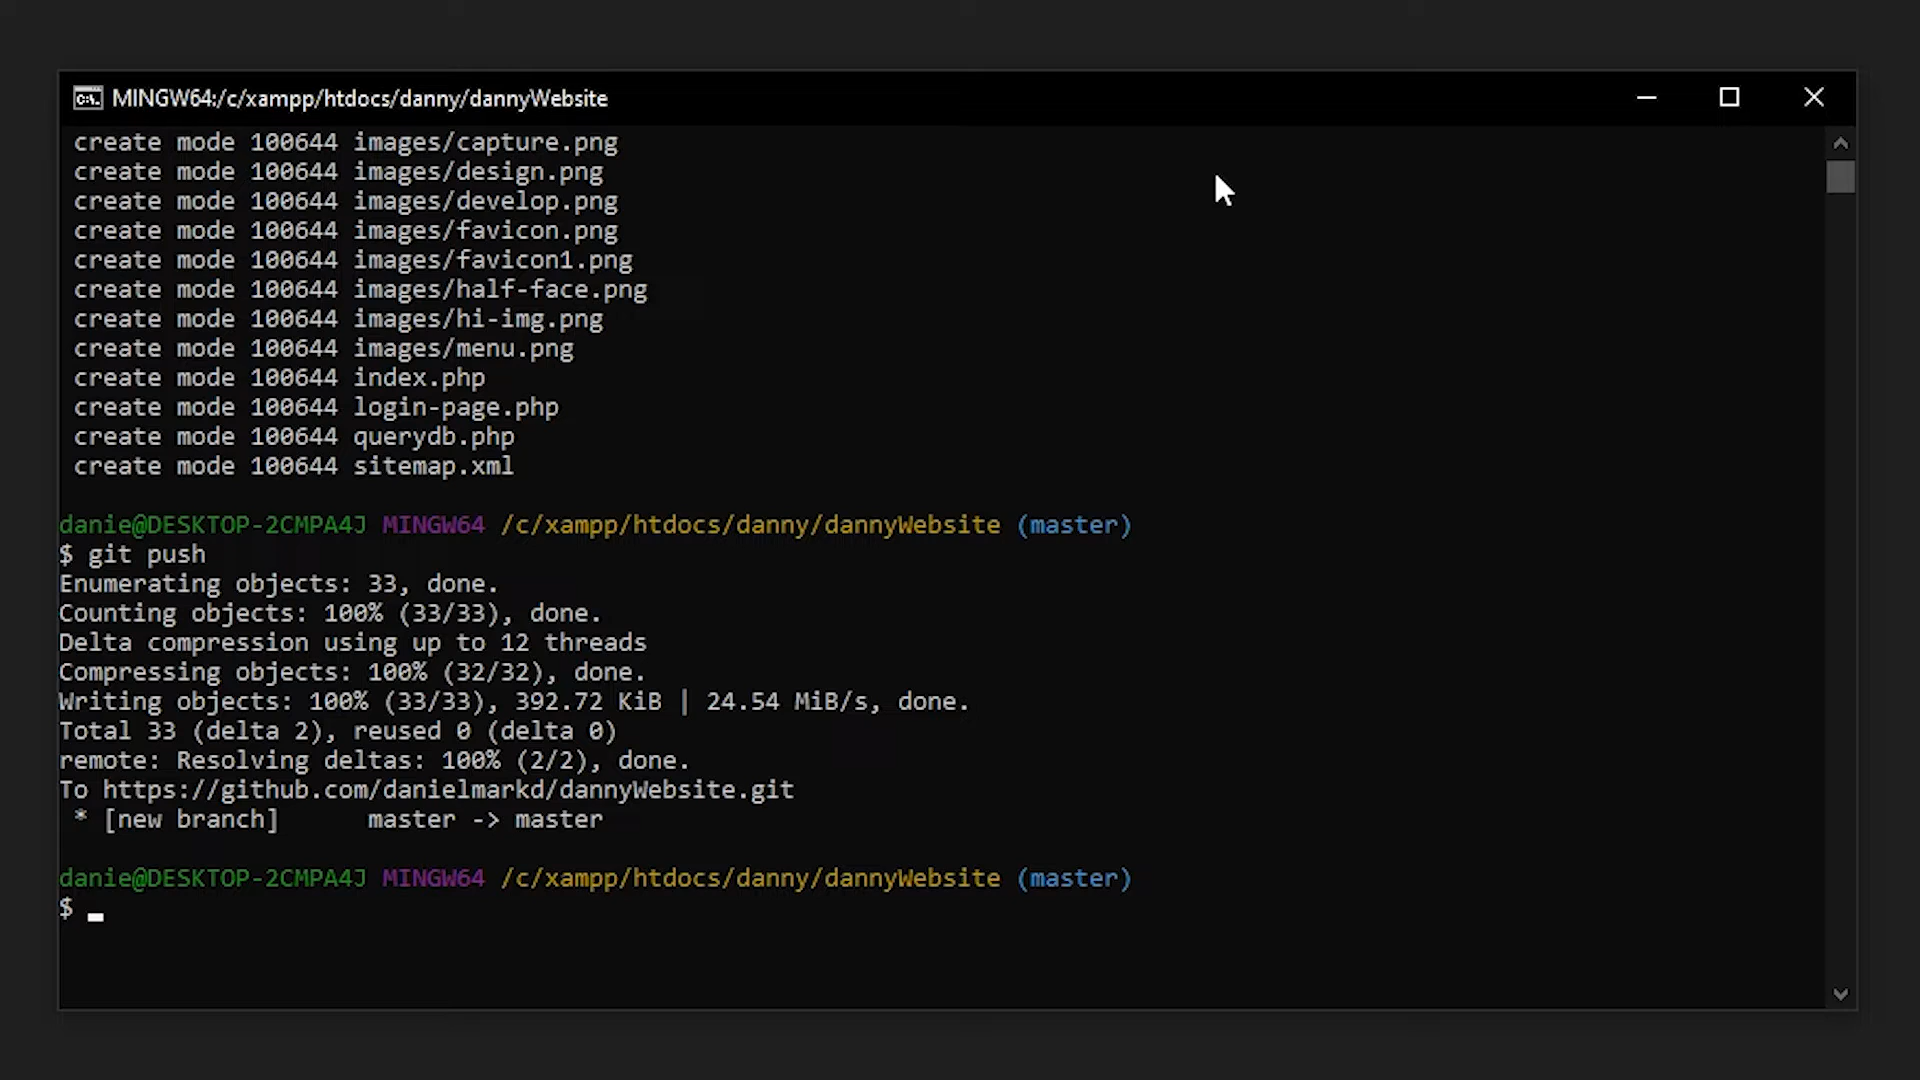 MINGW64:/c/xampp/htdocs/danny/dannyWebsite
create mode 100644 images/capture.png
create mode 100644 images/design.png
create mode 100644 images/develop.png
create mode 100644 images/favicon.png
create mode 100644 images/favicon1.png
create mode 100644 images/half-face.png
create mode 100644 images/hi-img.png
create mode 100644 images/menu.png
create mode 100644 index.php
create mode 100644 login-page.php
create mode 100644 querydb.php
create mode 100644 sitemap.xml
danie@DESKTOP-2CMPA4J MINGW64 /c/xampp/htdocs/danny/dannyWebsite (master)
$ git push
Enumerating objects: 33, done.
Counting objects: 100% (33/33), done.
Delta compression using up to 12 threads
Compressing objects: 100% (32/32), done.
Writing objects: 100% (33/33), 392.72 KiB | 24.54 MiB/s, done.
Total 33 (delta 2), reused 0 (delta 0)
remote: Resolving deltas: 100% (2/2), done.
To https://github.com/danielmarkd/dannyWebsite.git
 * [new branch]      master -> master
danie@DESKTOP-2CMPA4J MINGW64 /c/xampp/htdocs/danny/dannyWebsite (master)
$